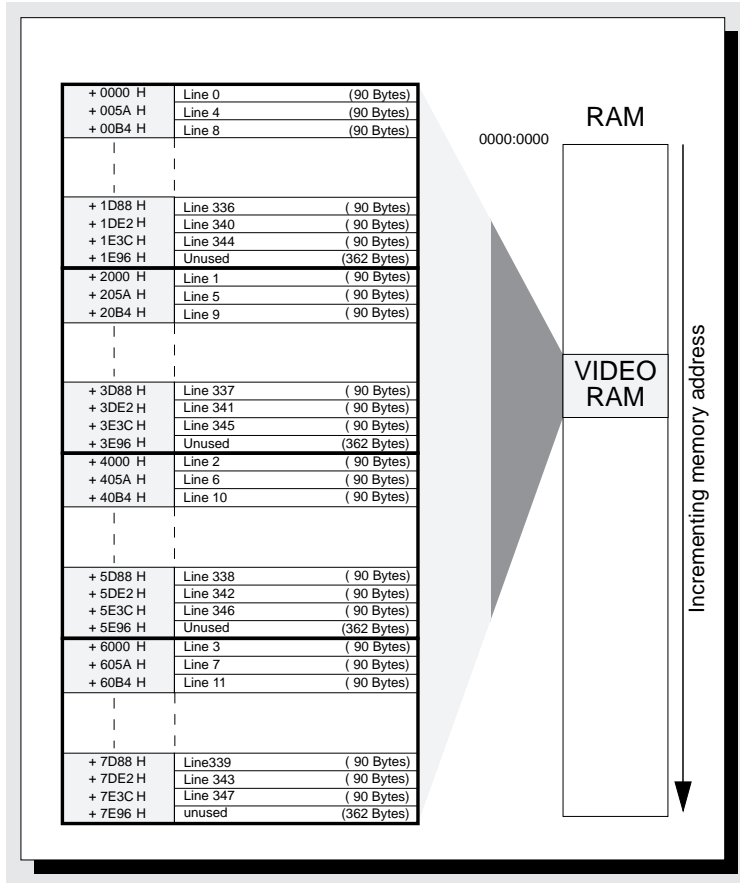 + 0000 H Line 0 (90 Bytes)
+ 005A H Line 4 (90 Bytes)
+ 00B4 H Line 8 (90 Bytes)
+ 1D88 H Line 336 ( 90 Bytes)
+ 1DE2 H Line 340 ( 90 Bytes)
+ 1E3C H Line 344 ( 90 Bytes)
+ 1E96 H Unused (362 Bytes)
+ 2000 H Line 1 ( 90 Bytes)
+ 205A H Line 5 ( 90 Bytes)
+ 20B4 H Line 9 ( 90 Bytes)
+ 3D88 H Line 337 ( 90 Bytes)
+ 3DE2 H Line 341 ( 90 Bytes)
+ 3E3C H Line 345 ( 90 Bytes)
+ 3E96 H Unused (362 Bytes)
+ 4000 H Line 2 ( 90 Bytes)
+ 405A H Line 6 ( 90 Bytes)
+ 40B4 H Line 10 ( 90 Bytes)
+ 5D88 H Line 338 ( 90 Bytes)
+ 5DE2 H Line 342 ( 90 Bytes)
+ 5E3C H Line 346 ( 90 Bytes)
+ 5E96 H Unused (362 Bytes)
+ 6000 H Line 3 ( 90 Bytes)
+ 605A H Line 7 ( 90 Bytes)
+ 60B4 H Line 11 ( 90 Bytes)
+ 7D88 H Line339 ( 90 Bytes)
+ 7DE2 H Line 343 ( 90 Bytes)
+ 7E3C H Line 347 ( 90 Bytes)
+ 7E96 H unused (362 Bytes)
RAM
0000:0000
VIDEO
RAM
Incrementing memory address